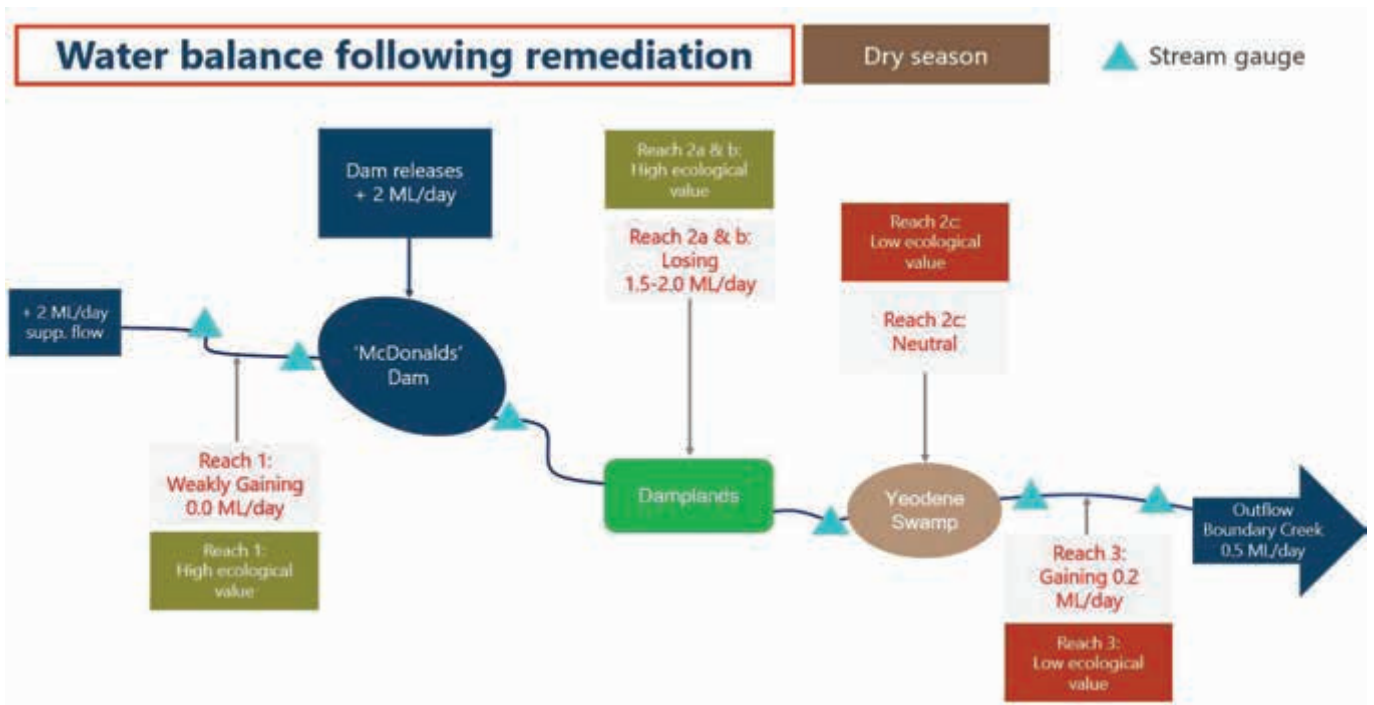 Water balance following remediation
Dry season
Stream gauge
Dam releases
+ 2 ML/day
Reach 2a & b:
High ecological
value
Reach 2a & b:
Losing
1.5-2.0 ML/day
Reach 2c:
Low ecological
value
Reach 2c:
Neutral
+ 2 ML/day
supp. flow
'McDonalds'
Dam
Reach 1:
Weakly Gaining
0.0 ML/day
Reach 1:
High ecological
value
Damplands
Yeodene
Swamp
Outflow
Boundary Creek
0.5 ML/day
Reach 3:
Gaining 0.2
ML/day
Reach 3:
Low ecological
value